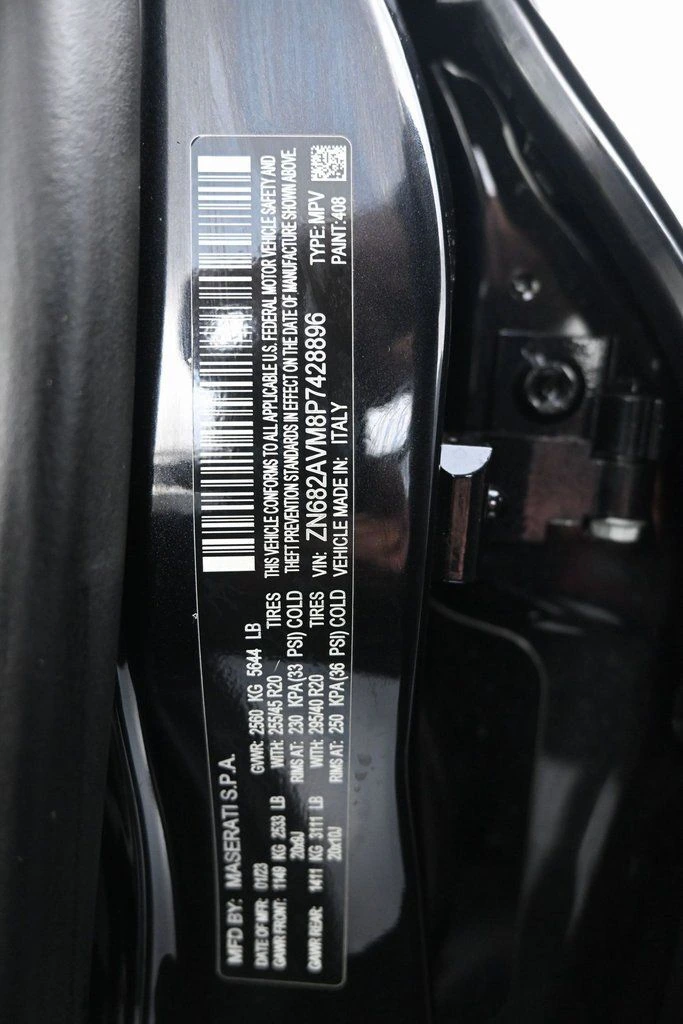 MFD BY: MASERATI S.P.A.
DATE OF MFR: 01/23 GVWR: 2560 KG 5644 LB
GAWR FRONT: 1149 KG 2533 LB WITH: 255/45 R20 TIRES
20x9J RIMS AT: 230 KPA(33 PSI) COLD
GAWR REAR: 1411 KG 3111 LB WITH: 295/40 R20 TIRES
20x10J RIMS AT: 250 KPA(36 PSI) COLD
THIS VEHICLE CONFORMS TO ALL APPLICABLE U.S. FEDERAL MOTOR VEHICLE SAFETY AND
THEFT PREVENTION STANDARDS IN EFFECT ON THE DATE OF MANUFACTURE SHOWN ABOVE.
VIN: ZN682AVM8P7428896 TYPE: MPV
VEHICLE MADE IN: ITALY PAINT: 408